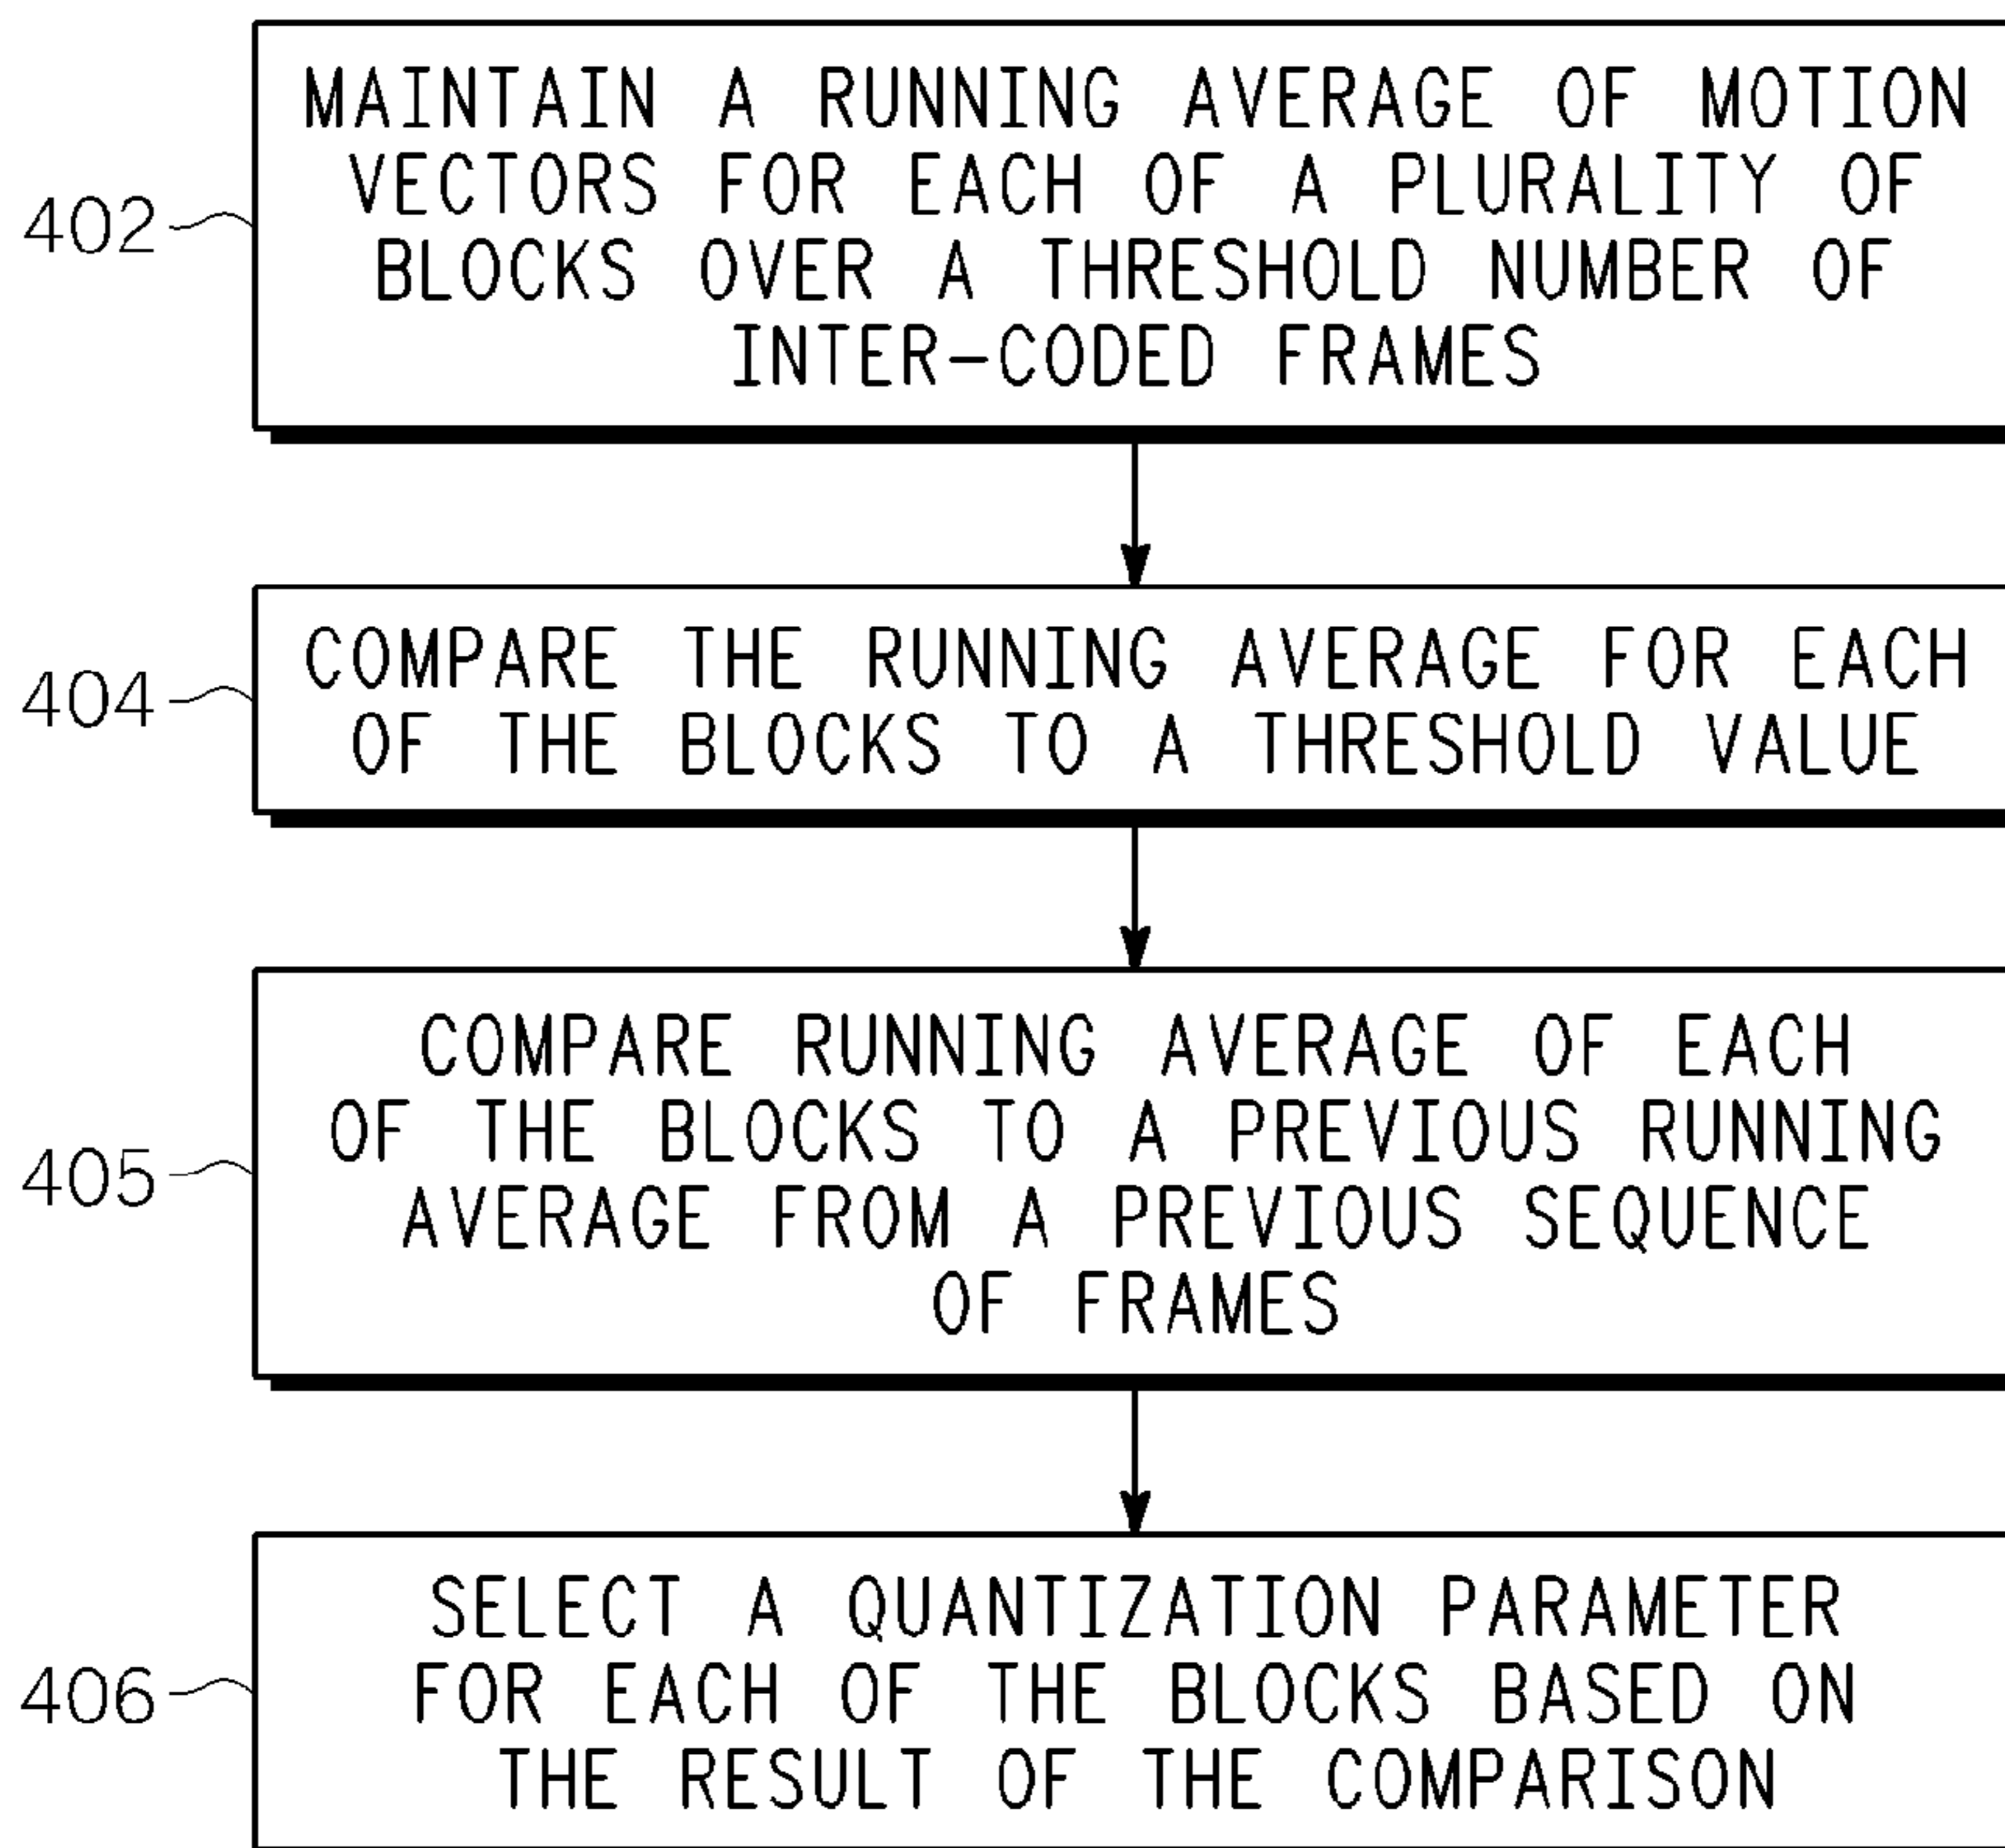 MAINTAIN A RUNNING AVERAGE OF MOTION
VECTORS FOR EACH OF A PLURALITY OF
402
BLOCKS OVER A THRESHOLD NUMBER OF
INTER-CODED FRAMES
COMPARE THE RUNNING AVERAGE FOR EACH
404
OF THE BLOCKS TO A THRESHOLD VALUE
COMPARE RUNNING AVERAGE OF EACH
OF THE BLOCKS TO A PREVIOUS RUNNING
405
AVERAGE FROM A PREVIOUS SEQUENCE
OF FRAMES
SELECT A QUANTIZATION PARAMETER
406
FOR EACH OF THE BLOCKS BASED ON
THE RESULT OF THE COMPARISON